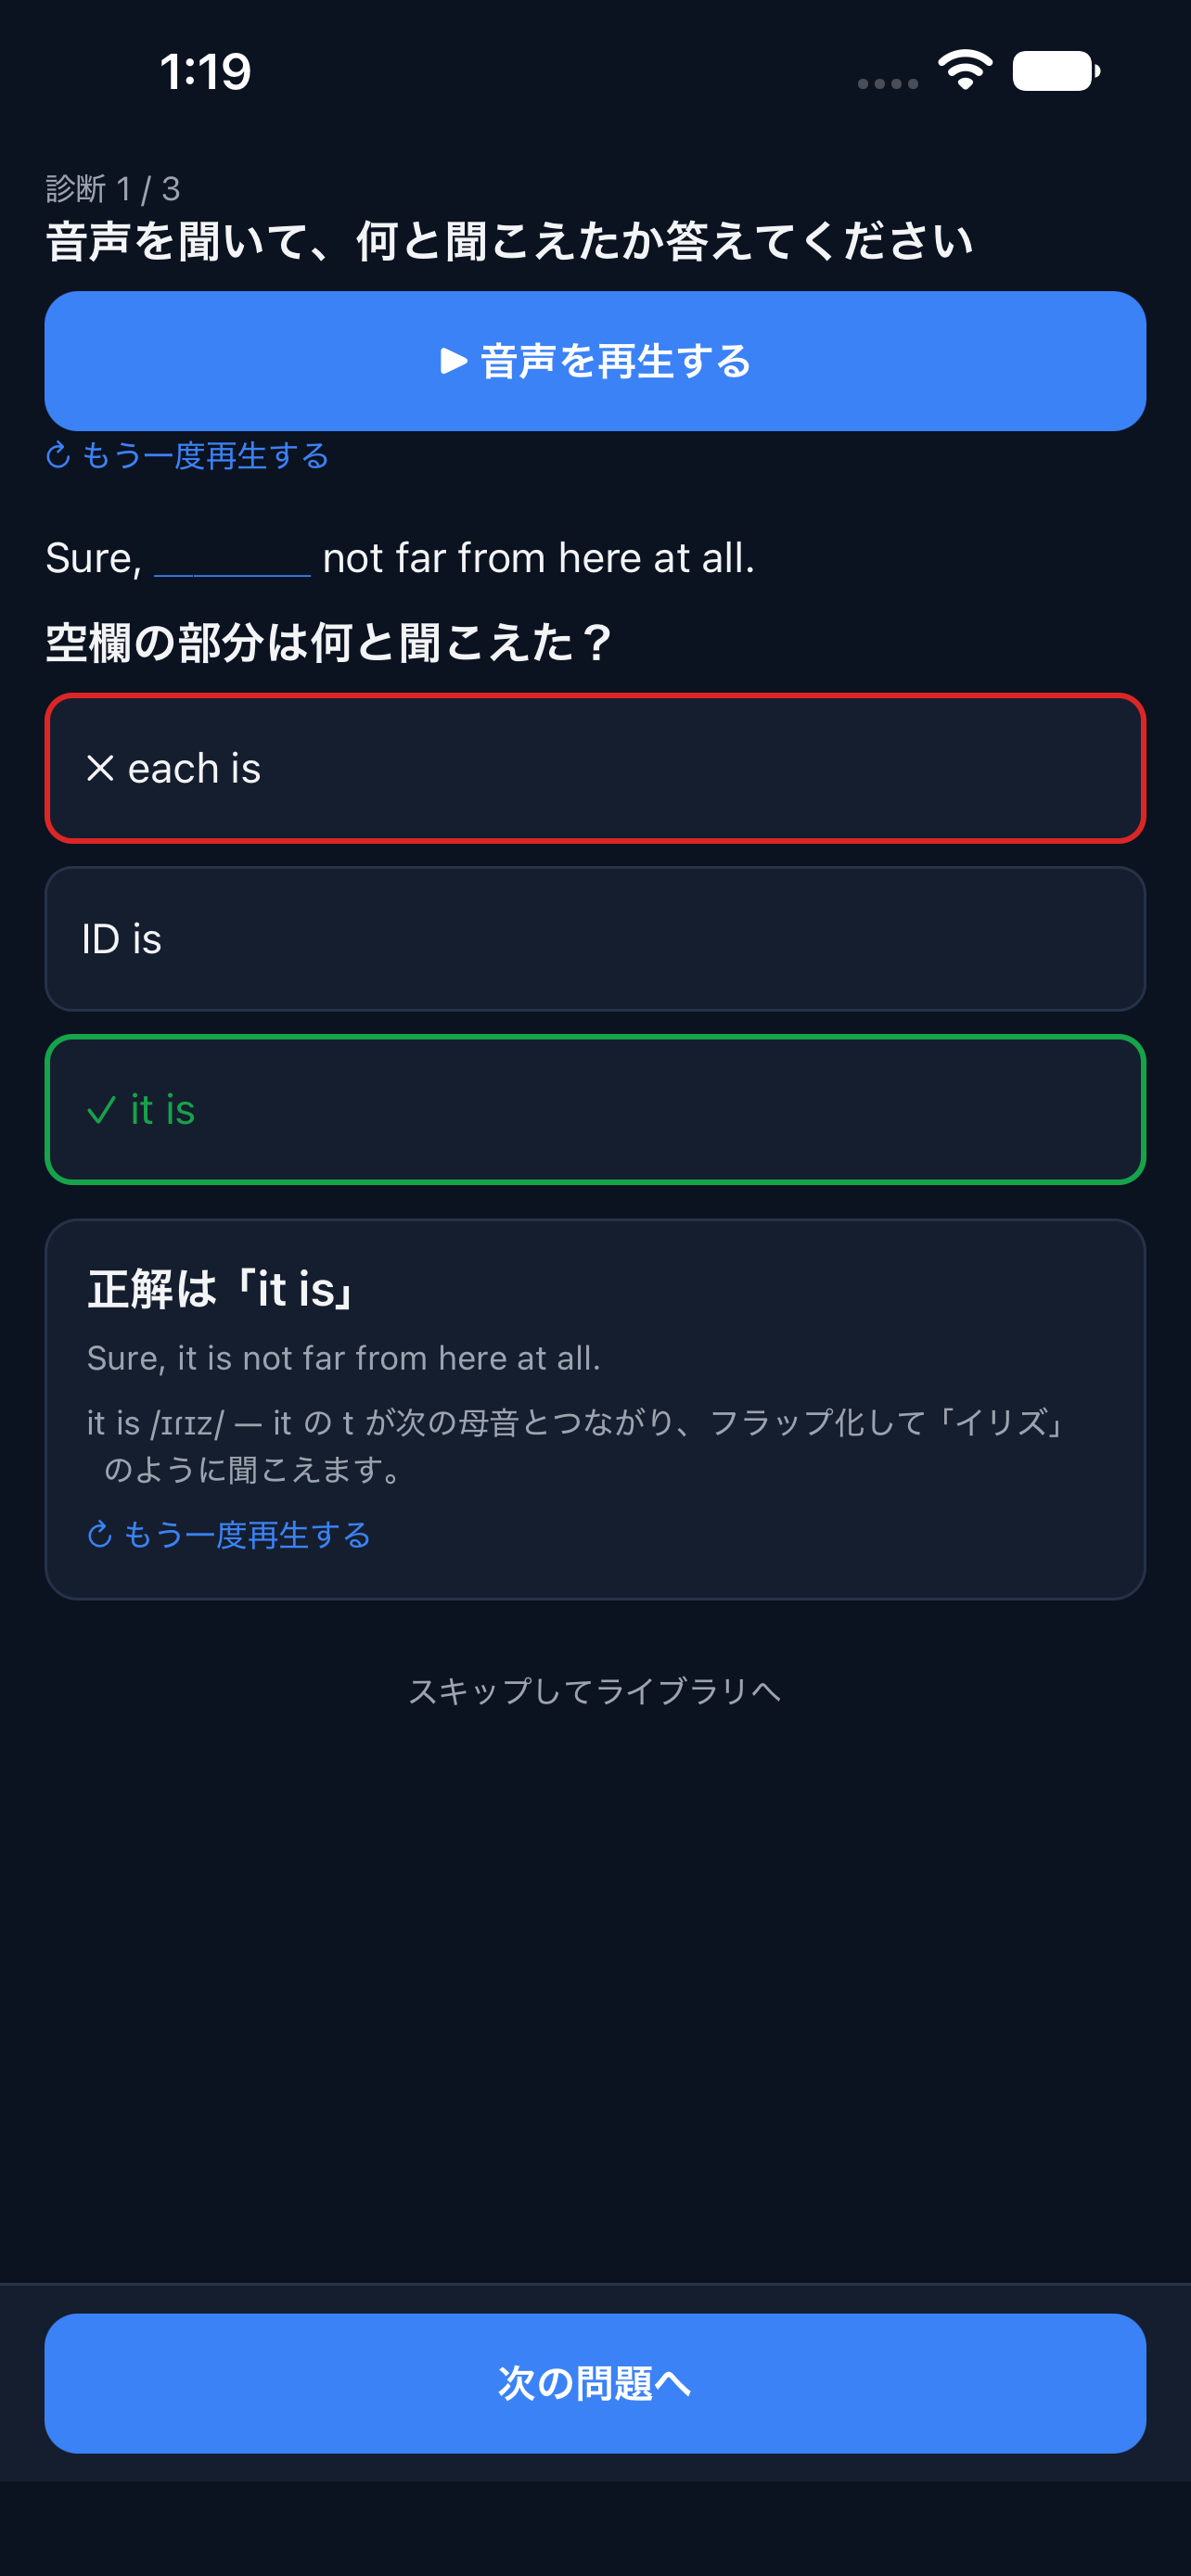 1:19
診断 1 / 3
音声を聞いて、何と聞こえたか答えてください
▶ 音声を再生する
↻ もう一度再生する
Sure, ________ not far from here at all.
空欄の部分は何と聞こえた？
✕ each is
ID is
✓ it is
正解は「it is」
Sure, it is not far from here at all.
it is /ɪɾɪz/ — it の t が次の母音とつながり、フラップ化して「イリズ」
のように聞こえます。
↻ もう一度再生する
スキップしてライブラリへ
次の問題へ